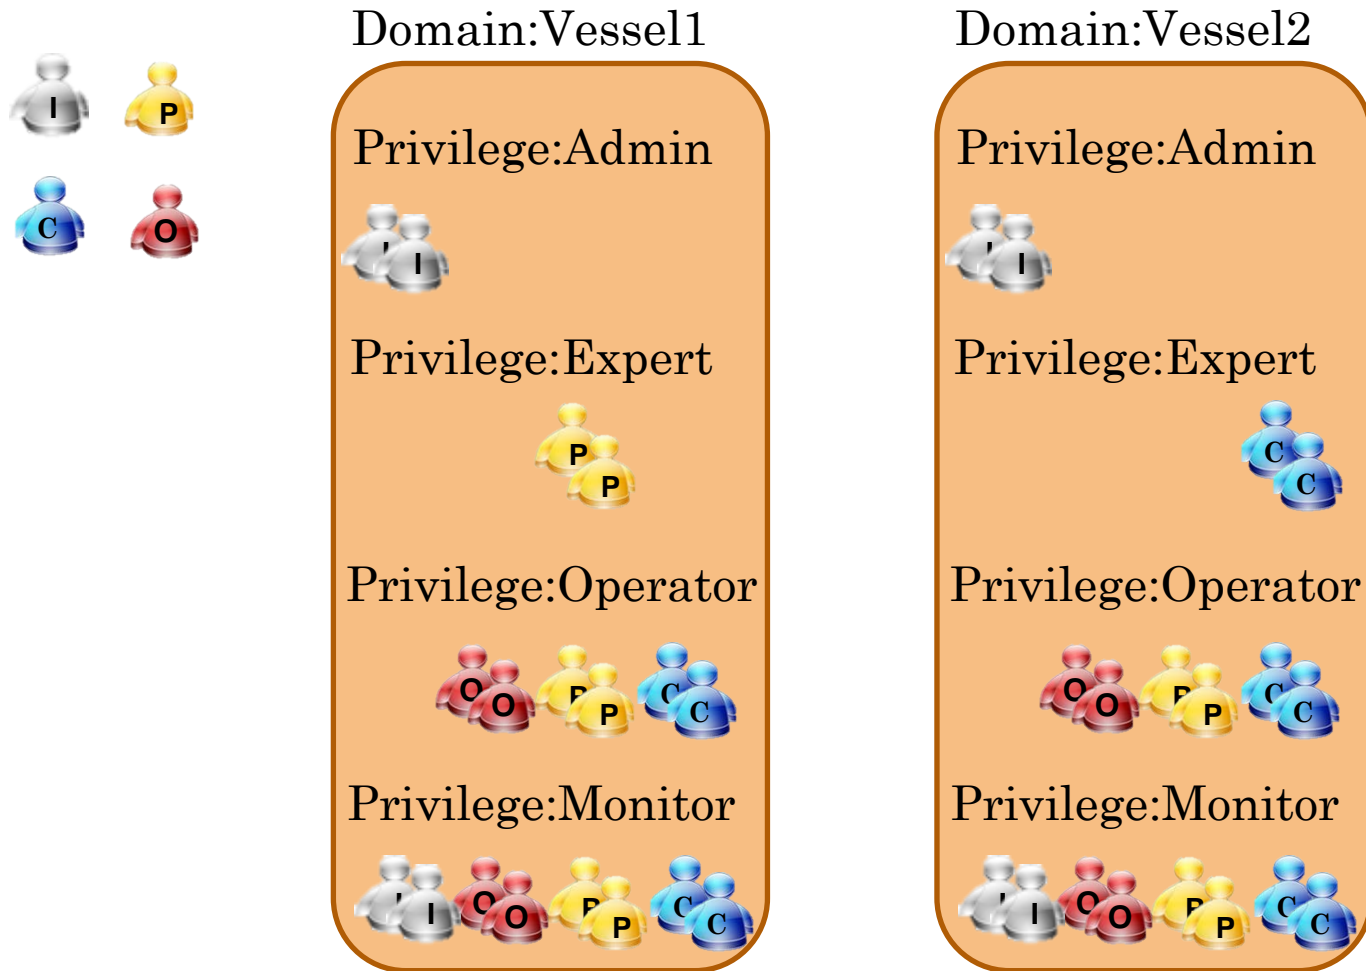 Domain:Vessel1
Domain:Vessel2
I P
C O
Privilege:Admin
Privilege:Admin
I I
I I
Privilege:Expert
Privilege:Expert
P P
C C
Privilege:Operator
Privilege:Operator
O O P P C C
O O P P C C
Privilege:Monitor
Privilege:Monitor
I I O O P P C C
I I O O P P C C